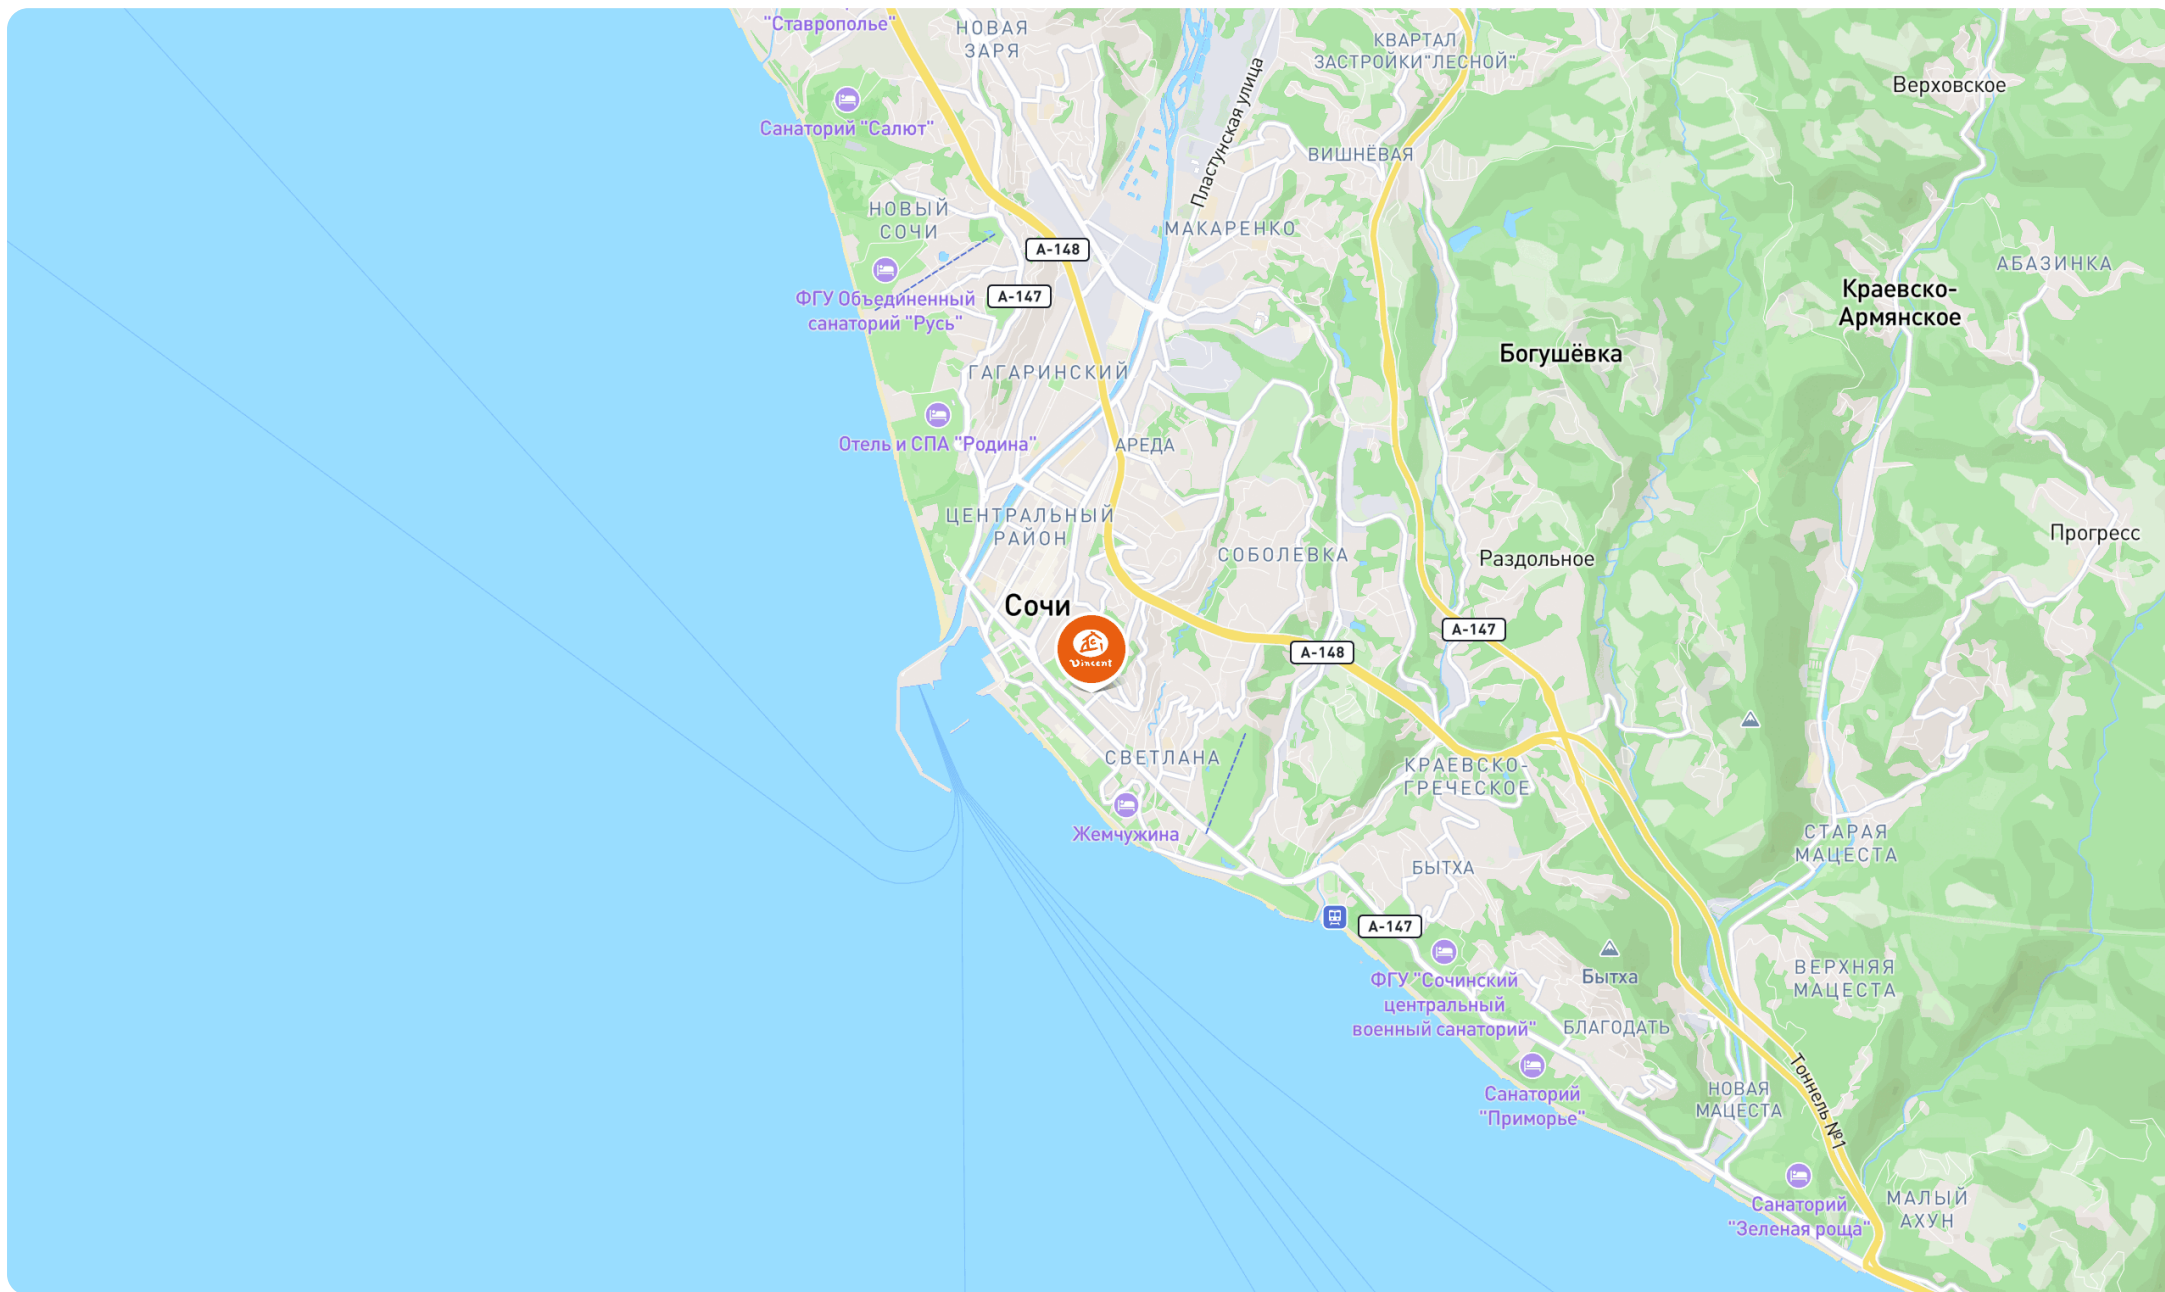 "Ставрополье"
НОВАЯ
ЗАРЯ
КВАРТАЛ
ЗАСТРОЙКИ"ЛЕСНОЙ"
Верховское
Санаторий "Салют"
Пластунская улица
ВИШНЁВАЯ
НОВЫЙ
СОЧИ
МАКАРЕНКО
А-148
АБАЗИНКА
ФГУ Объединенный
санаторий "Русь"
А-147
Краевско-
Армянское
Богушёвка
ГАГАРИНСКИЙ
Отель и СПА "Родина"
АРЕДА
ЦЕНТРАЛЬНЫЙ
РАЙОН
СОБОЛЕВКА
Раздольное
Прогресс
Сочи
Vincent
А-148
А-147
СВЕТЛАНА
КРАЕВСКО-
ГРЕЧЕСКОЕ
Жемчужина
СТАРАЯ
МАЦЕСТА
БЫТХА
А-147
ФГУ "Сочинский
центральный
военный санаторий"
Бытха
ВЕРХНЯЯ
МАЦЕСТА
БЛАГОДАТЬ
Санаторий
"Приморье"
НОВАЯ
МАЦЕСТА
Тоннель №1
Санаторий
"Зеленая роща"
МАЛЫЙ
АХУН